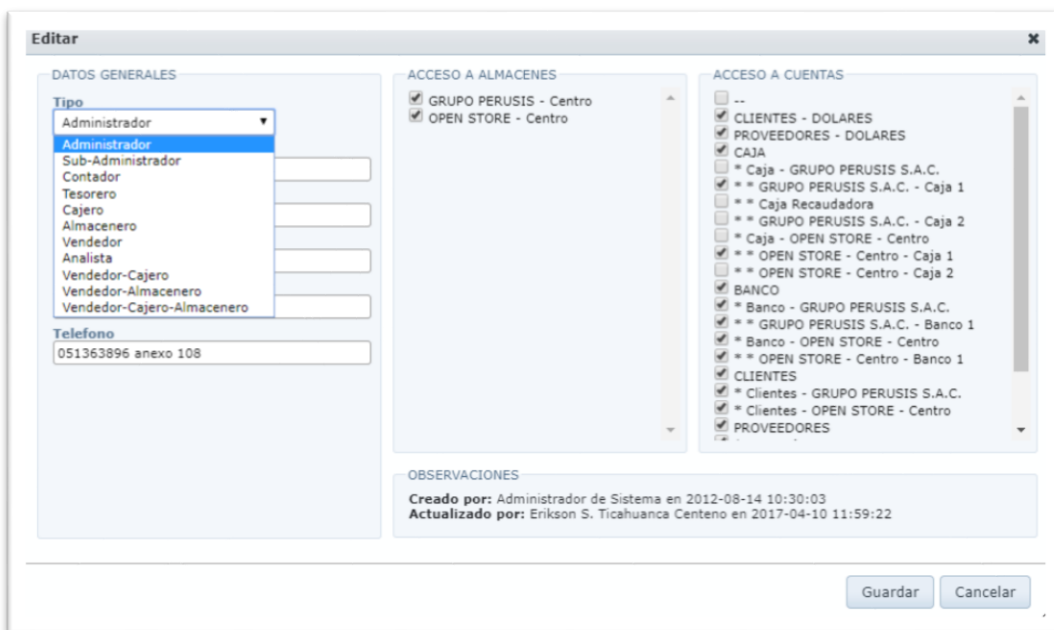 Editar
DATOS GENERALES
Tipo
Administrador
Administrador
Sub-Administrador
Contador
Tesorero
Cajero
Almacenero
Vendedor
Analista
Vendedor-Cajero
Vendedor-Almacenero
Vendedor-Cajero-Almacenero
Telefono
051363896 anexo 108
ACCESO A ALMACENES
GRUPO PERUSIS - Centro
OPEN STORE - Centro
ACCESO A CUENTAS
--
CLIENTES - DOLARES
PROVEEDORES - DOLARES
CAJA
* Caja - GRUPO PERUSIS S.A.C.
* * GRUPO PERUSIS S.A.C. - Caja 1
* * Caja Recaudadora
* * GRUPO PERUSIS S.A.C. - Caja 2
* Caja - OPEN STORE - Centro
* * OPEN STORE - Centro - Caja 1
* * OPEN STORE - Centro - Caja 2
BANCO
* Banco - GRUPO PERUSIS S.A.C.
* * GRUPO PERUSIS S.A.C. - Banco 1
* Banco - OPEN STORE - Centro
* * OPEN STORE - Centro - Banco 1
CLIENTES
* Clientes - GRUPO PERUSIS S.A.C.
* Clientes - OPEN STORE - Centro
PROVEEDORES
OBSERVACIONES
Creado por: Administrador de Sistema en 2012-08-14 10:30:03
Actualizado por: Erikson S. Ticahuanca Centeno en 2017-04-10 11:59:22
Guardar
Cancelar